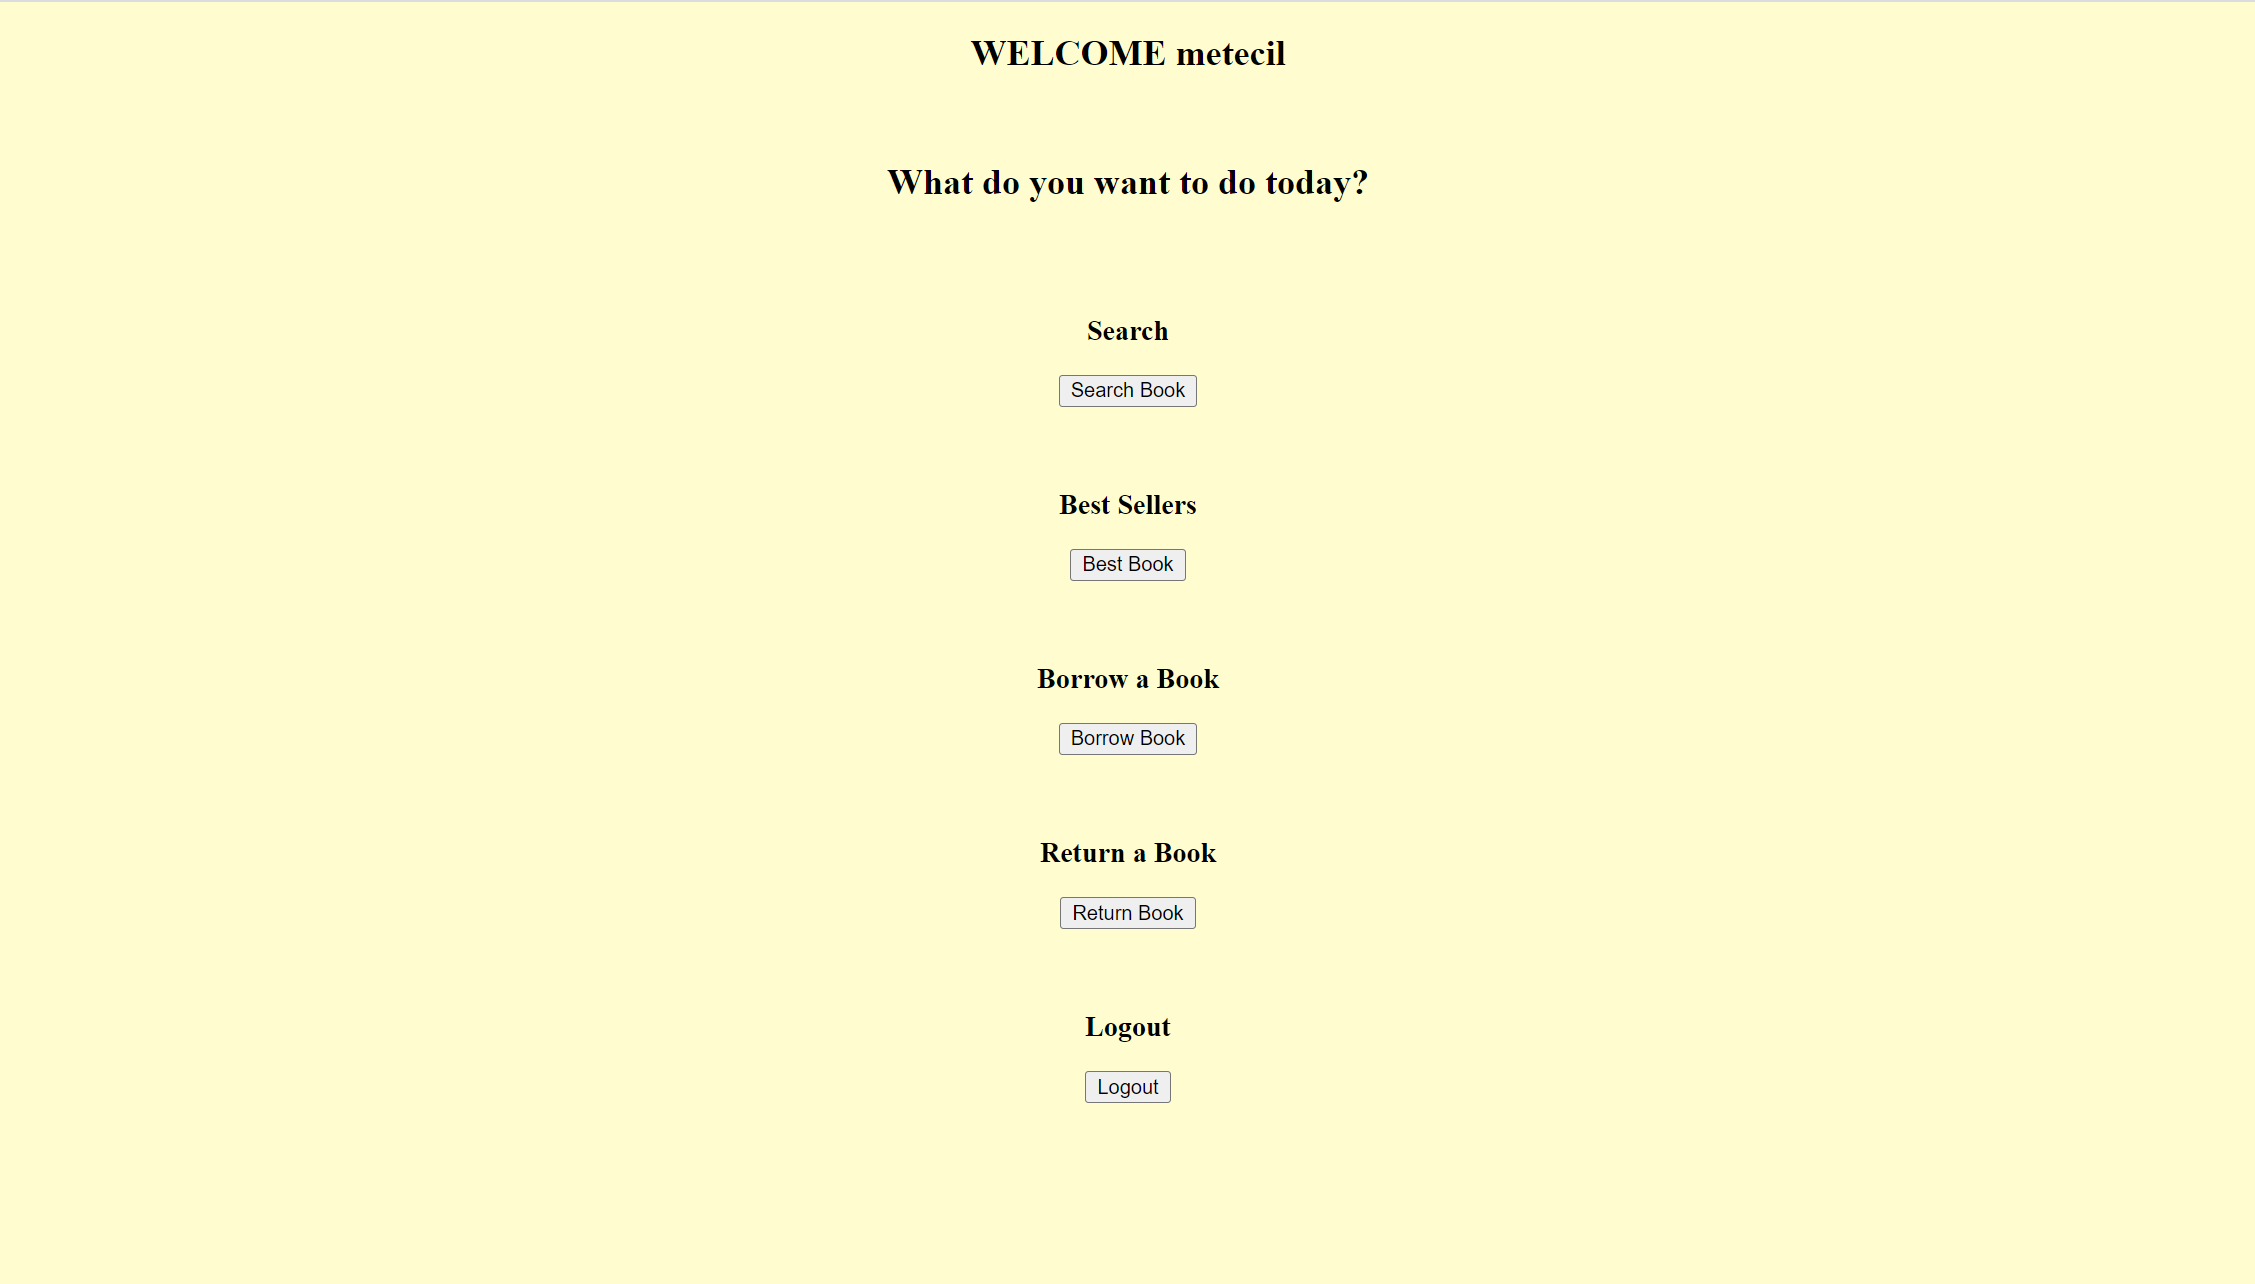 WELCOME metecil
What do you want to do today?
Search
Search Book
Best Sellers
Best Book
Borrow a Book
Borrow Book
Return a Book
Return Book
Logout
Logout